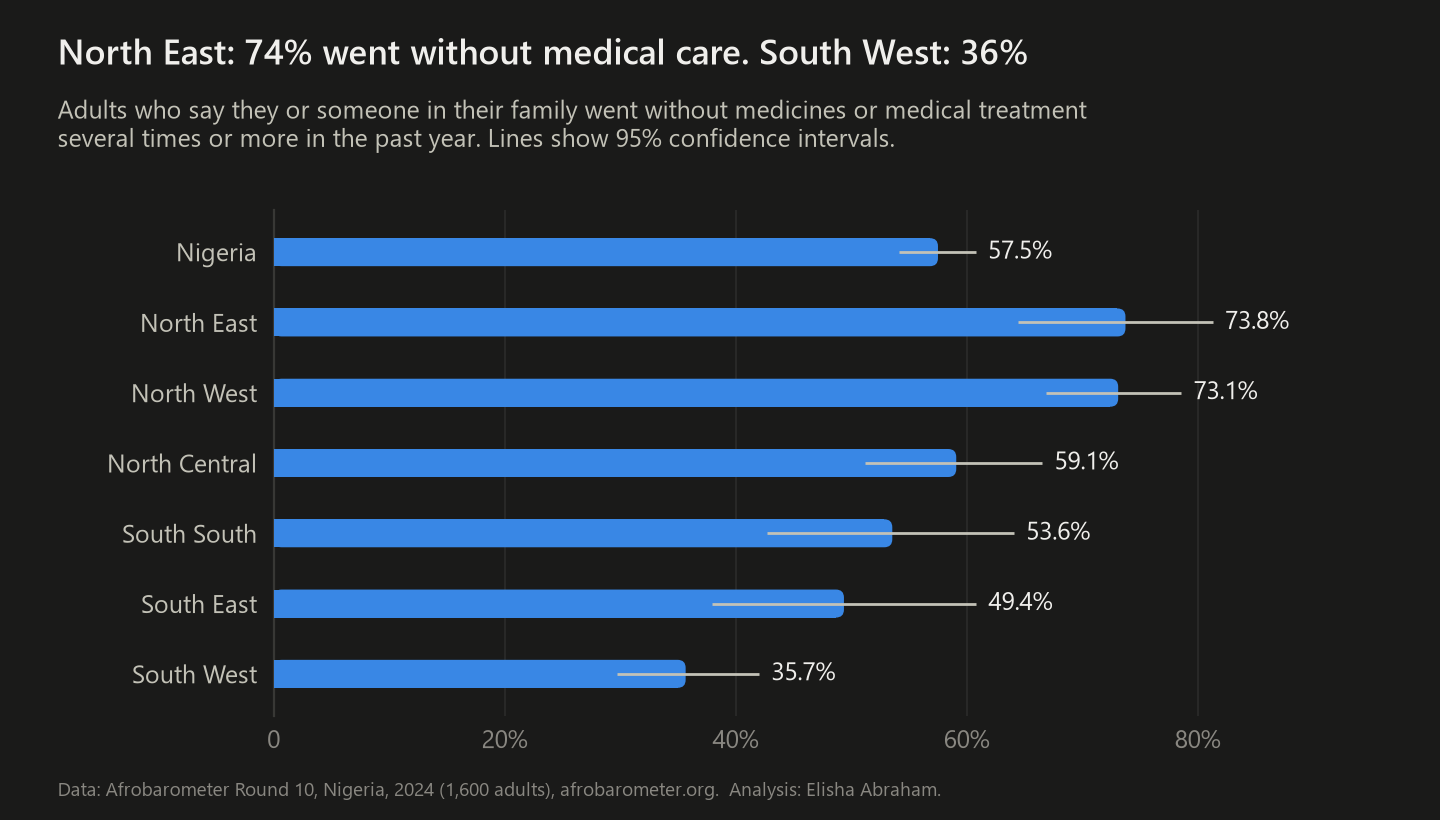 North East: 74% went without medical care. South West: 36%
Adults who say they or someone in their family went without medicines or medical treatment
several times or more in the past year. Lines show 95% confidence intervals.
Nigeria 57.5%
North East 73.8%
North West 73.1%
North Central 59.1%
South South 53.6%
South East 49.4%
South West 35.7%
0 20% 40% 60% 80%
Data: Afrobarometer Round 10, Nigeria, 2024 (1,600 adults), afrobarometer.org. Analysis: Elisha Abraham.